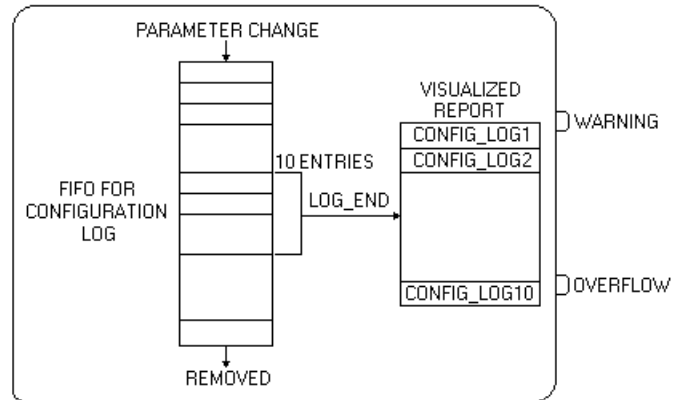 PARAMETER CHANGE
VISUALIZED
REPORT
WARNING
CONFIG_LOG1
CONFIG_LOG2
10 ENTRIES
FIFO FOR
CONFIGURATION
LOG
LOG_END
OVERFLOW
CONFIG_LOG10
REMOVED